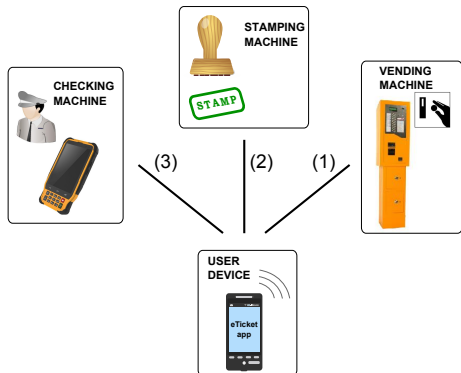 STAMPING
MACHINE
STAMP
CHECKING
MACHINE
VENDING
MACHINE
(3)
(2)
(1)
USER
DEVICE
eTicket
app